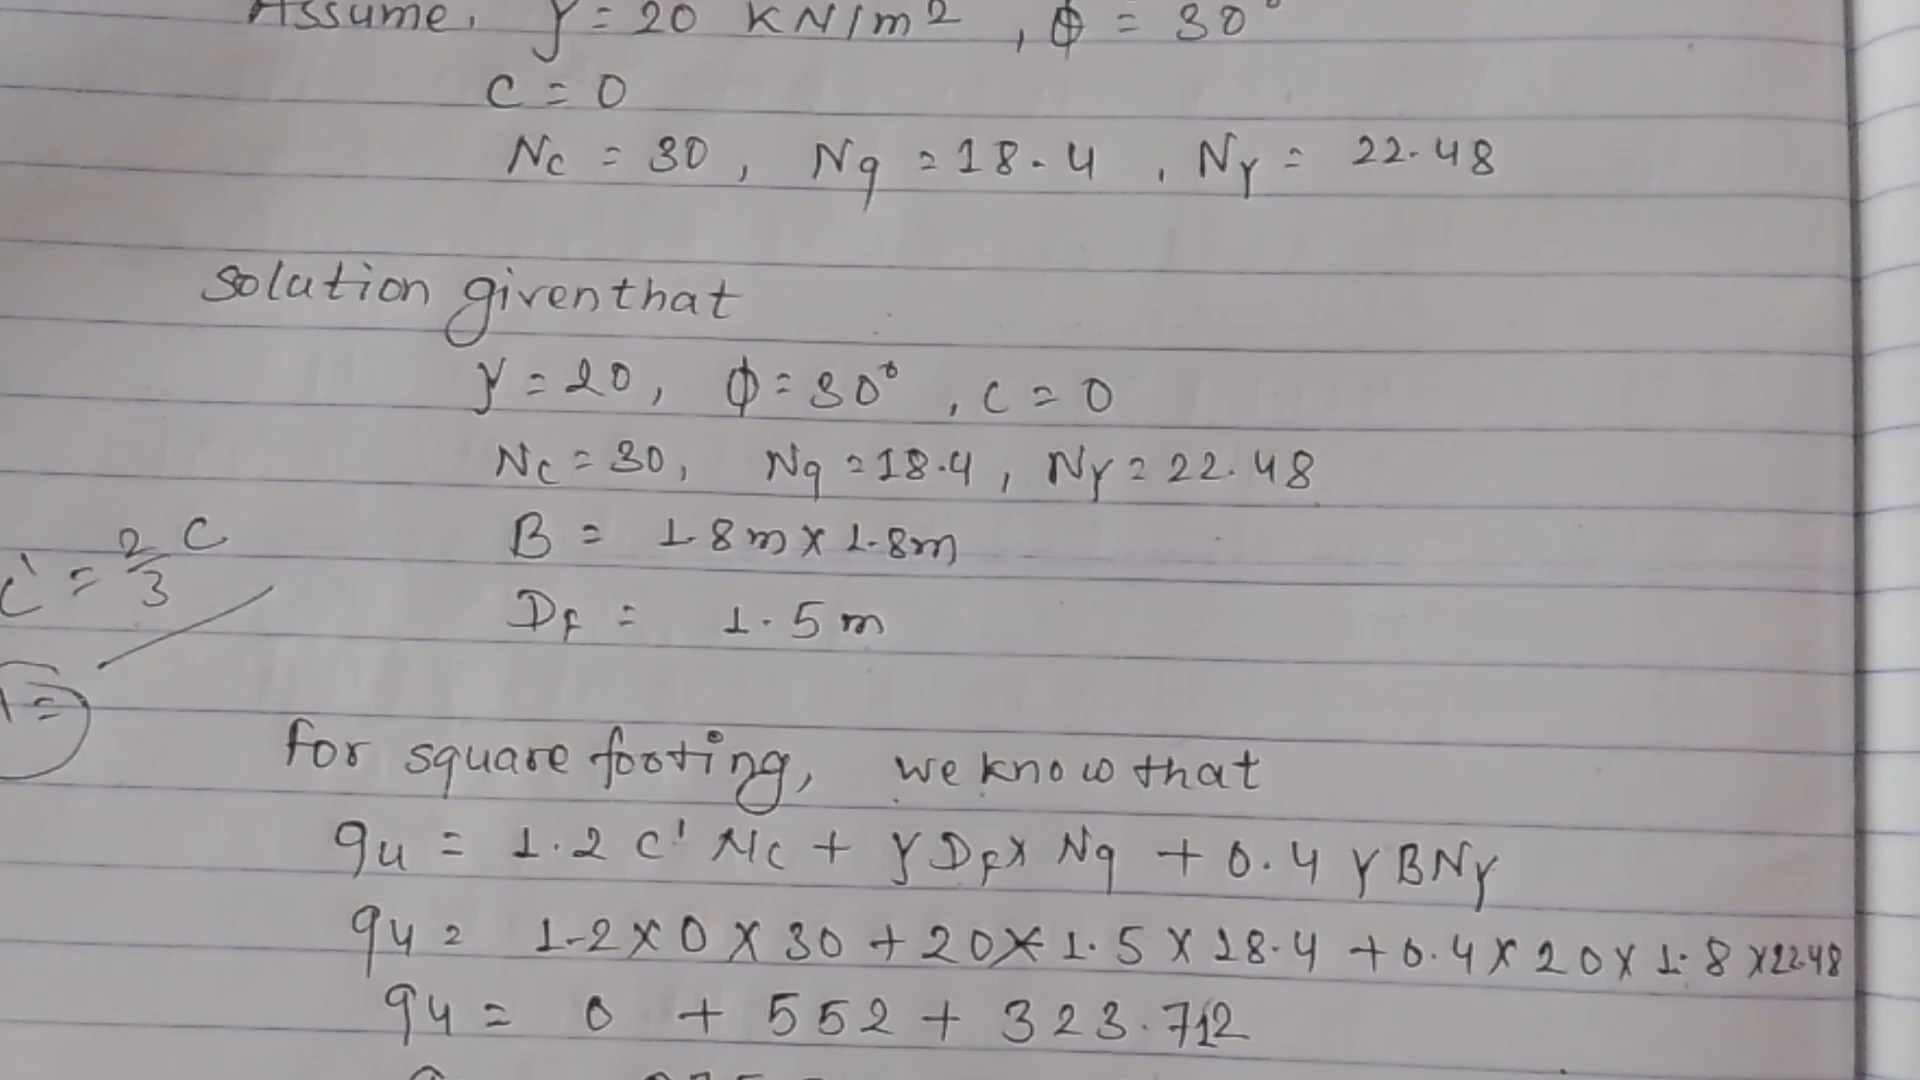 Assume, γ = 20 KN/m2, ϕ = 30°
C = 0
Nc = 30, Nq = 18.4, Nγ = 22.48
Solution given that
γ = 20, ϕ = 30°, c = 0
Nc = 30, Nq = 18.4, Nγ = 22.48
B = 1.8m x 1.8m
c' = 2/3 C
Df = 1.5m
for square footing, we know that
qu = 1.2 c' Nc + γ Df x Nq + 0.4 γ B Nγ
qu = 1.2 x 0 x 30 + 20 x 1.5 x 18.4 + 0.4 x 20 x 1.8 x 22.48
qu = 0 + 552 + 323.712